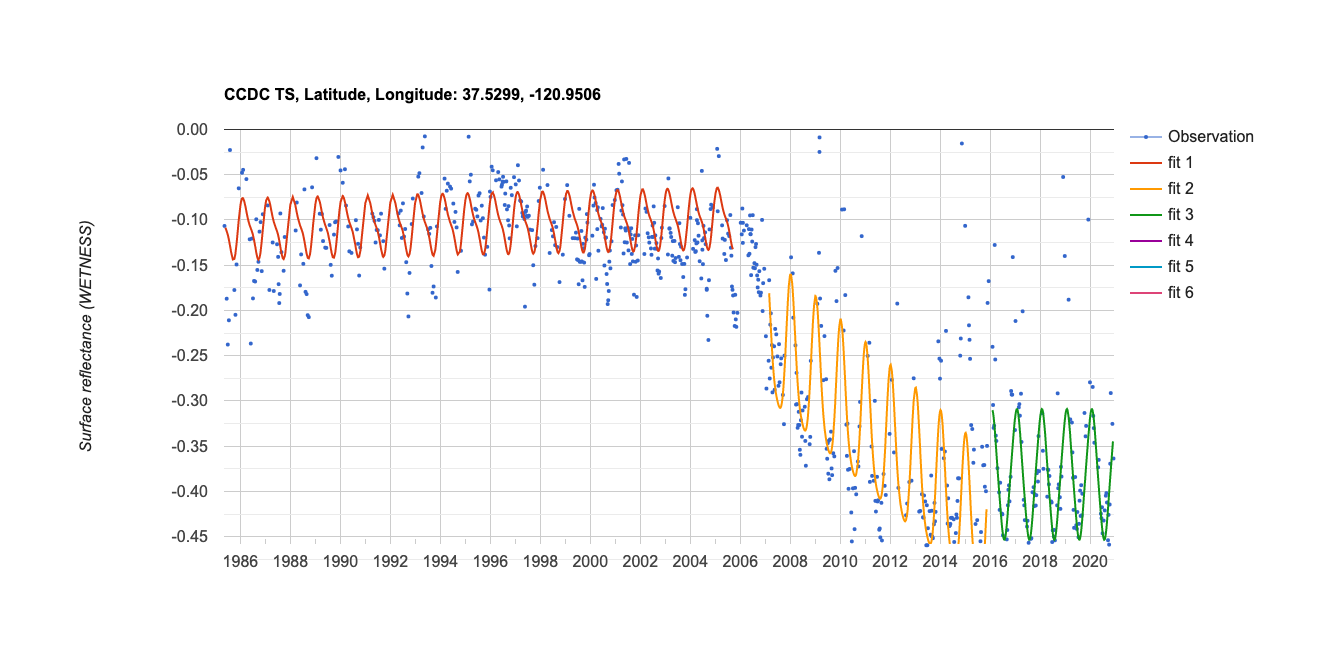 CCDC TS, Latitude, Longitude: 37.5299, -120.9506
Surface reflectance (WETNESS)
0.00
-0.05
-0.10
-0.15
-0.20
-0.25
-0.30
-0.35
-0.40
-0.45
1986 1988 1990 1992 1994 1996 1998 2000 2002 2004 2006 2008 2010 2012 2014 2016 2018 2020
Observation
fit 1
fit 2
fit 3
fit 4
fit 5
fit 6